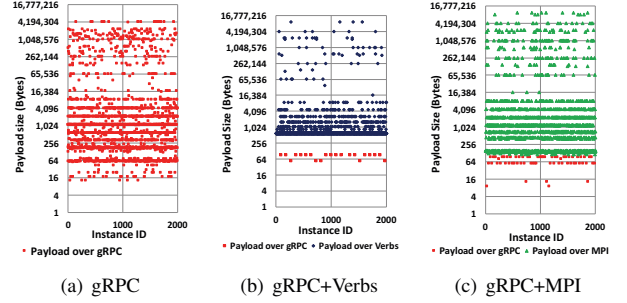 16,777,216
4,194,304
1,048,576
262,144
65,536
16,384
4,096
1,024
256
64
16
4
1
Payload size (Bytes)
0 1000 2000
Instance ID
Payload over gRPC
(a) gRPC
16,777,216
4,194,304
1,048,576
262,144
65,536
16,384
4,096
1,024
256
64
16
4
1
Payload size (Bytes)
0 1000 2000
Instance ID
Payload over gRPC Payload over Verbs
(b) gRPC+Verbs
16,777,216
4,194,304
1,048,576
262,144
65,536
16,384
4,096
1,024
256
64
16
4
1
Payload size (Bytes)
0 1000 2000
Instance ID
Payload over gRPC Payload over MPI
(c) gRPC+MPI